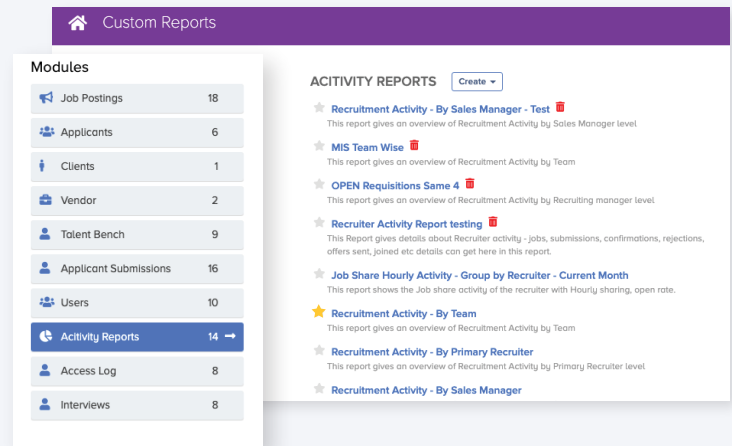 Custom Reports
Modules
Job Postings 18
Applicants 6
Clients 1
Vendor 2
Talent Bench 9
Applicant Submissions 16
Users 10
Acitivity Reports 14
Access Log 8
Interviews 8
ACITIVITY REPORTS Create
Recruitment Activity - By Sales Manager - Test
This report gives an overview of Recruitment Activity by Sales Manager level
MIS Team Wise
This report gives an overview of Recruitment Activity by Team
OPEN Requisitions Same 4
This report gives an overview of Recruitment Activity by Recruiting manager level
Recruiter Activity Report testing
This Report gives details about Recruiter activity - jobs, submissions, confirmations, rejections,
offers sent, joined etc details can get here in this report.
Job Share Hourly Activity - Group by Recruiter - Current Month
This report shows the Job share activity of the recruiter with Hourly sharing, open rate.
Recruitment Activity - By Team
This report gives an overview of Recruitment Activity by Team
Recruitment Activity - By Primary Recruiter
This report gives an overview of Recruitment Activity by Primary Recruiter level
Recruitment Activity - By Sales Manager